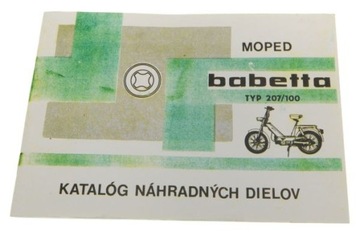 MOPED
babetta
TYP 207/100
KATALÓG NÁHRADNÝCH DIELOV